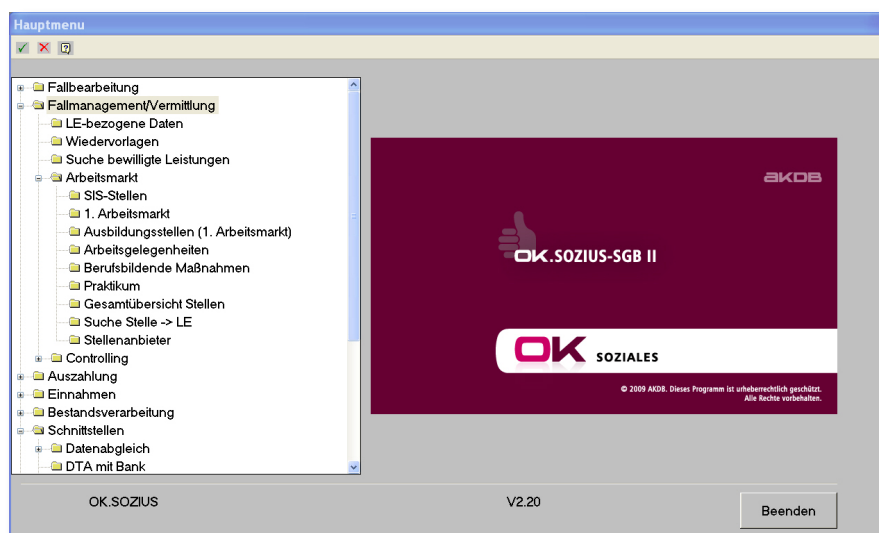 Hauptmenu
Fallbearbeitung
Fallmanagement/Vermittlung
LE-bezogene Daten
Wiedervorlagen
Suche bewilligte Leistungen
Arbeitsmarkt
SIS-Stellen
1. Arbeitsmarkt
Ausbildungsstellen (1. Arbeitsmarkt)
Arbeitsgelegenheiten
Berufsbildende Maßnahmen
Praktikum
Gesamtübersicht Stellen
Suche Stelle -> LE
Stellenanbieter
Controlling
Auszahlung
Einnahmen
Bestandsverarbeitung
Schnittstellen
Datenabgleich
DTA mit Bank
AKDB
OK.SOZIUS-SGB II
OK SOZIALES
© 2009 AKDB. Dieses Programm ist urheberrechtlich geschützt.
Alle Rechte vorbehalten.
OK.SOZIUS
V2.20
Beenden